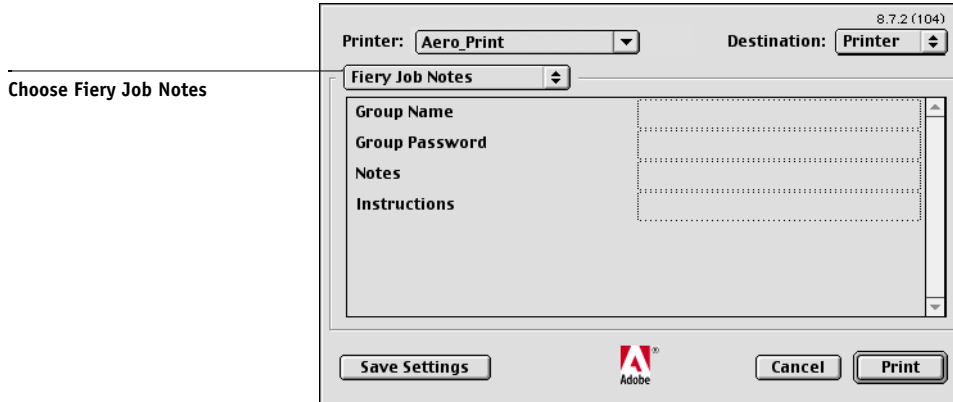 8.7.2 (104)
Printer: Aero_Print Destination: Printer
Choose Fiery Job Notes
Fiery Job Notes
Group Name
Group Password
Notes
Instructions
Save Settings
Adobe ®
Cancel Print